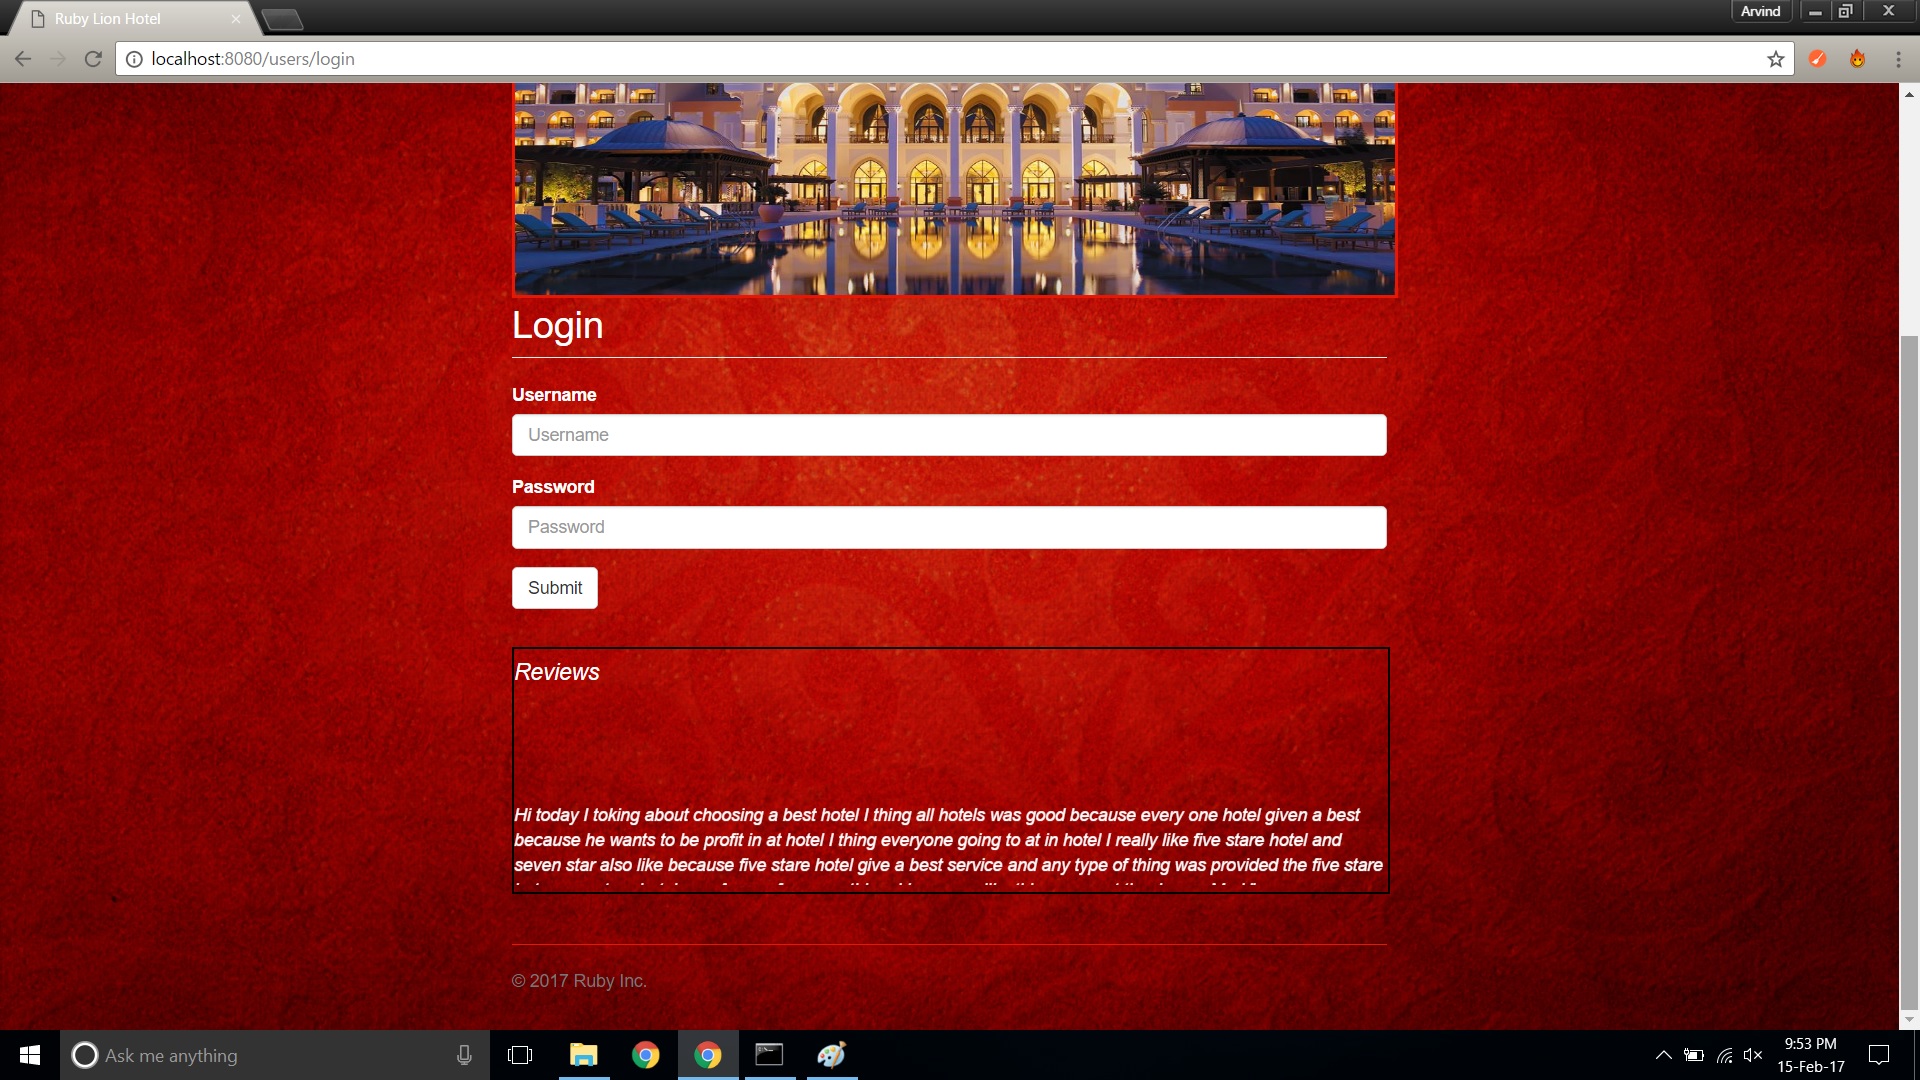 Ruby Lion Hotel
Arvind
localhost:8080/users/login
Login
Username
Username
Password
Password
Submit
Reviews
Hi today I toking about choosing a best hotel I thing all hotels was good because every one hotel given a best
because he wants to be profit in at hotel I thing everyone going to at in hotel I really like five stare hotel and
seven star also like because five stare hotel give a best service and any type of thing was provided the five stare
© 2017 Ruby Inc.
Ask me anything
9:53 PM
15-Feb-17